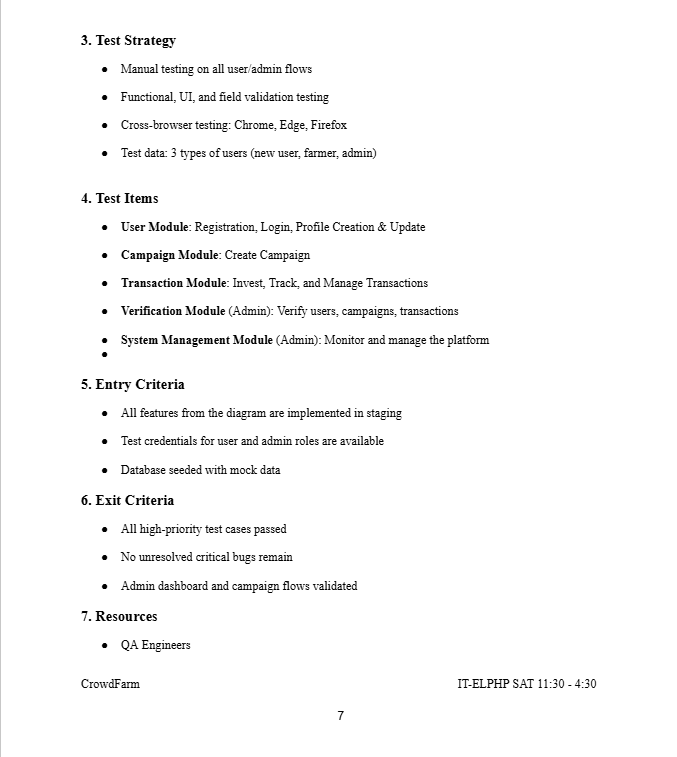 3. Test Strategy
● Manual testing on all user/admin flows
● Functional, UI, and field validation testing
● Cross-browser testing: Chrome, Edge, Firefox
● Test data: 3 types of users (new user, farmer, admin)
4. Test Items
● User Module: Registration, Login, Profile Creation & Update
● Campaign Module: Create Campaign
● Transaction Module: Invest, Track, and Manage Transactions
● Verification Module (Admin): Verify users, campaigns, transactions
● System Management Module (Admin): Monitor and manage the platform
●
5. Entry Criteria
● All features from the diagram are implemented in staging
● Test credentials for user and admin roles are available
● Database seeded with mock data
6. Exit Criteria
● All high-priority test cases passed
● No unresolved critical bugs remain
● Admin dashboard and campaign flows validated
7. Resources
● QA Engineers
CrowdFarm IT-ELPHP SAT 11:30 - 4:30
7